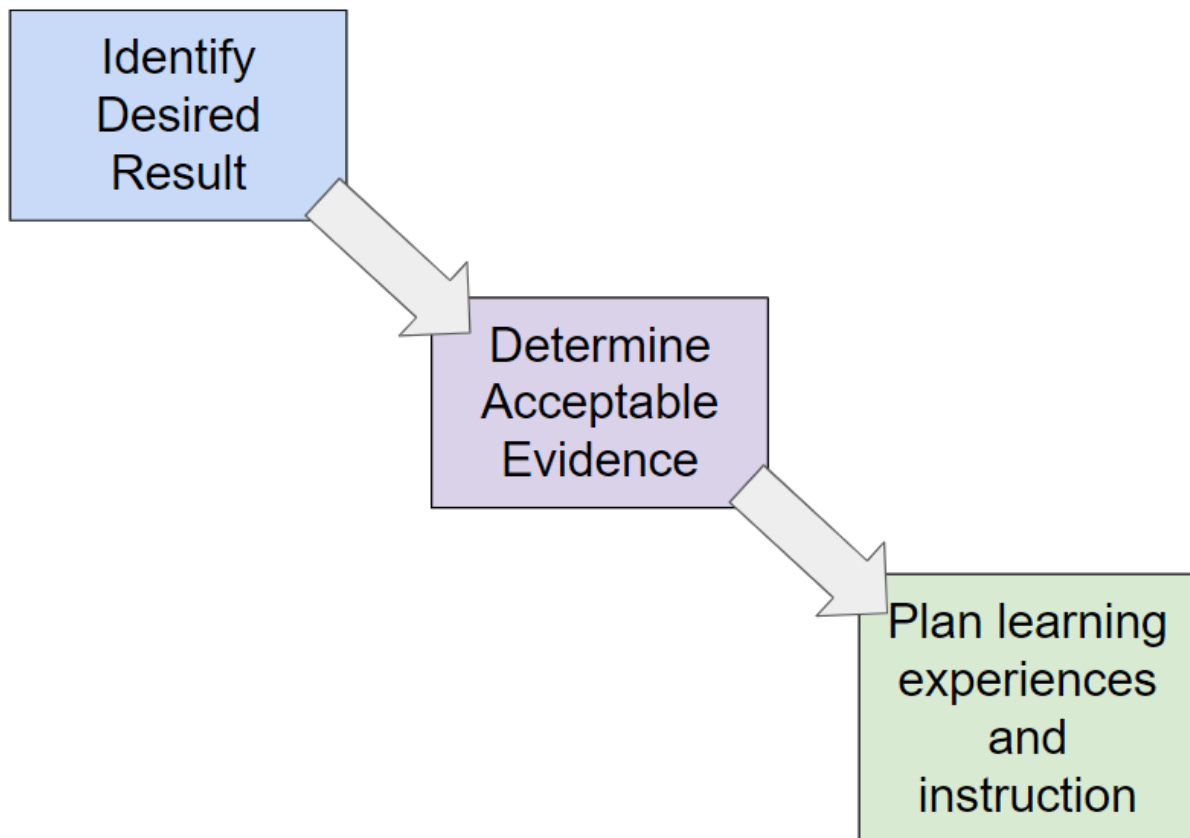 Identify
Desired
Result
Determine
Acceptable
Evidence
Plan learning
experiences
and
instruction